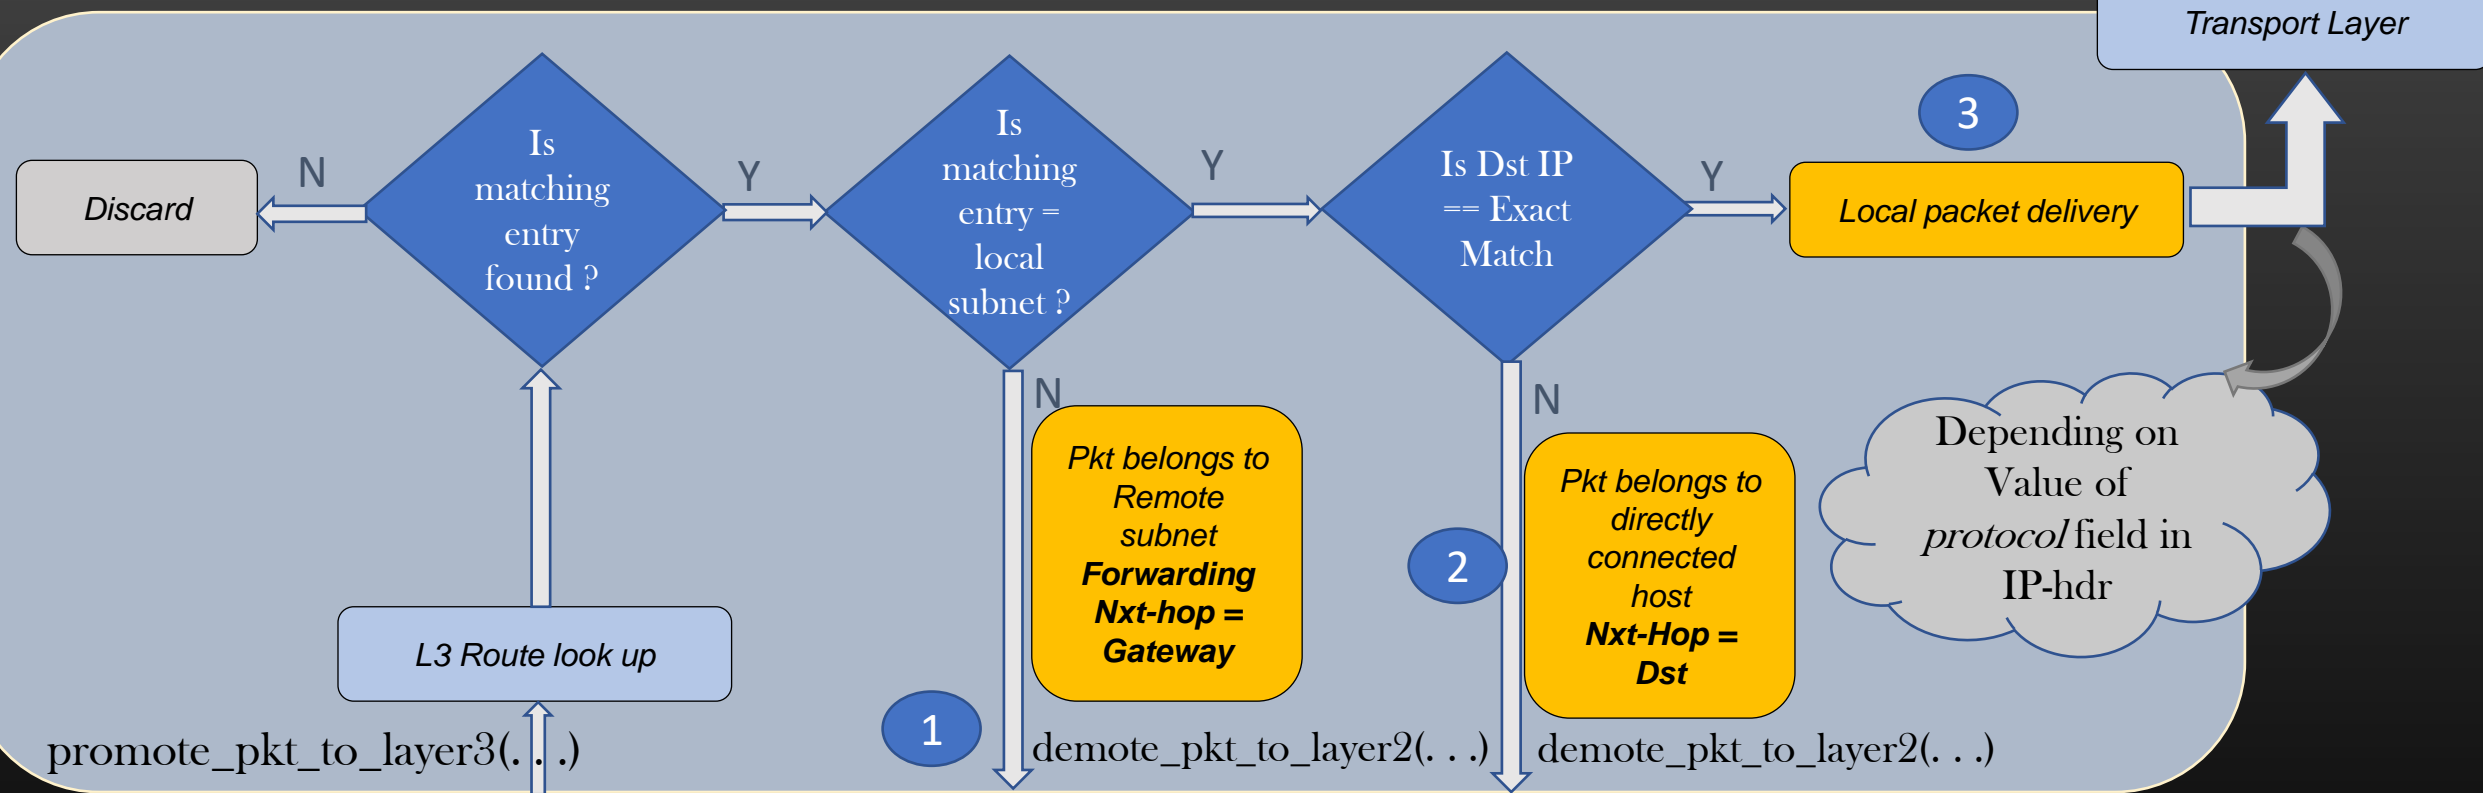 Transport Layer
3
Is
matching
entry
found ?
Is
matching
entry =
local
subnet ?
Is Dst IP
== Exact
Match
N
Y
Y
Y
Discard
Local packet delivery
N
N
Pkt belongs to
Remote
subnet
Forwarding
Nxt-hop =
Gateway
2
Pkt belongs to
directly
connected
host
Nxt-Hop =
Dst
Depending on
Value of
protocol field in
IP-hdr
L3 Route look up
1
promote_pkt_to_layer3(. . .)
demote_pkt_to_layer2(. . .)
demote_pkt_to_layer2(. . .)